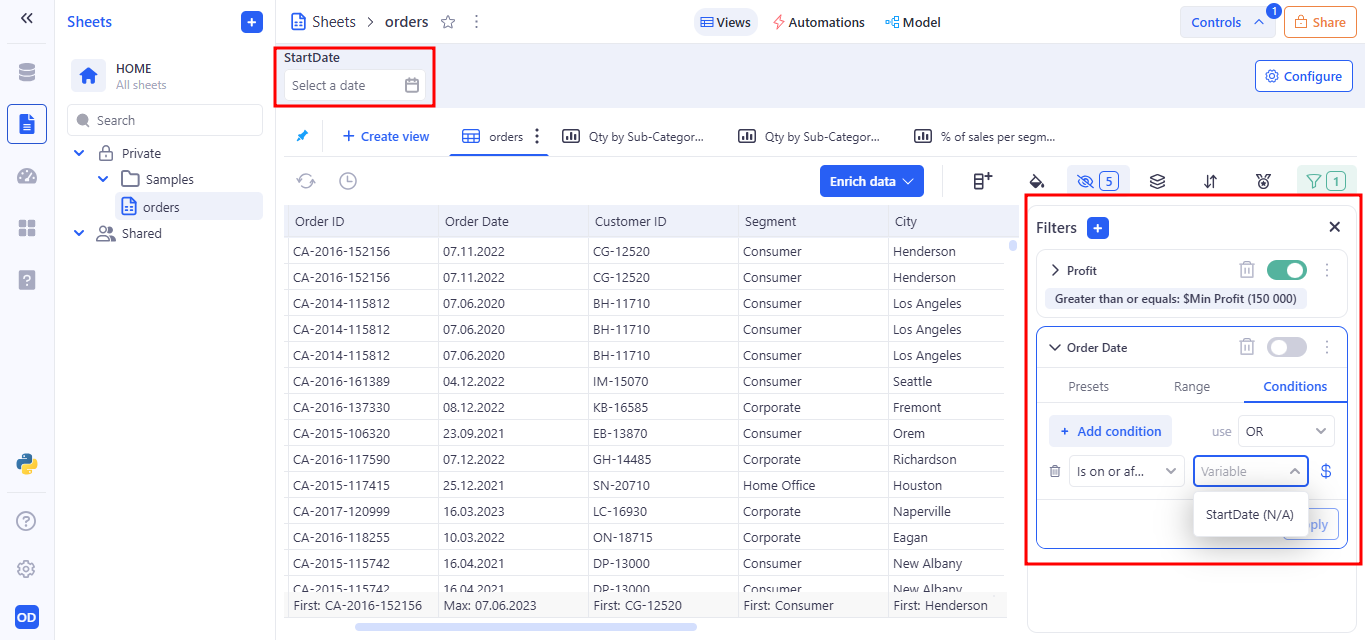 Sheets
Sheets
orders
Views
Automations
Model
Controls
1
Share
HOME
All sheets
StartDate
Select a date
Configure
Search
Create view
orders
Qty by Sub-Categor...
Qty by Sub-Categor...
% of sales per segm...
Private
Samples
orders
Shared
Enrich data
5
1
Order ID Order Date Customer ID Segment City
CA-2016-152156 07.11.2022 CG-12520 Consumer Henderson
CA-2016-152156 07.11.2022 CG-12520 Consumer Henderson
CA-2014-115812 07.06.2020 BH-11710 Consumer Los Angeles
CA-2014-115812 07.06.2020 BH-11710 Consumer Los Angeles
CA-2014-115812 07.06.2020 BH-11710 Consumer Los Angeles
CA-2016-161389 04.12.2022 IM-15070 Consumer Seattle
CA-2016-137330 08.12.2022 KB-16585 Corporate Fremont
CA-2015-106320 23.09.2021 EB-13870 Consumer Orem
CA-2016-117590 07.12.2022 GH-14485 Corporate Richardson
CA-2015-117415 25.12.2021 SN-20710 Home Office Houston
CA-2017-120999 16.03.2023 LC-16930 Corporate Naperville
CA-2016-118255 10.03.2022 ON-18715 Corporate Eagan
CA-2015-115742 16.04.2021 DP-13000 Consumer New Albany
CA-2015-115742 16.04.2021 DP-13000 Consumer New Albany
First: CA-2016-152156 Max: 07.06.2023 First: CG-12520 First: Consumer First: Henderson
Filters
Profit
Greater than or equals: $Min Profit (150 000)
Order Date
Presets Range Conditions
+ Add condition use OR
Is on or af... Variable $
StartDate (N/A)
ply
OD